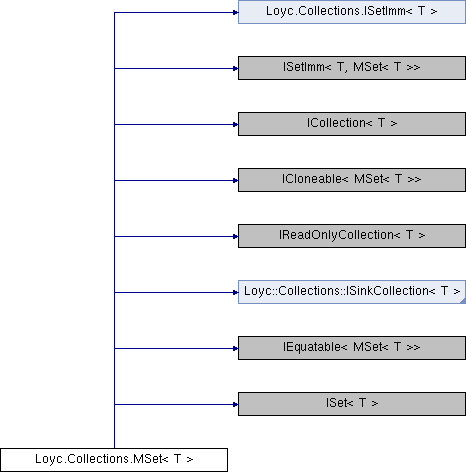 Loyc.Collections.ISetImm< T >
ISetImm< T, MSet< T >>
ICollection< T >
ICloneable< MSet< T >>
IReadOnlyCollection< T >
Loyc::Collections::ISinkCollection< T >
IEquatable< MSet< T >>
ISet< T >
Loyc.Collections.MSet< T >